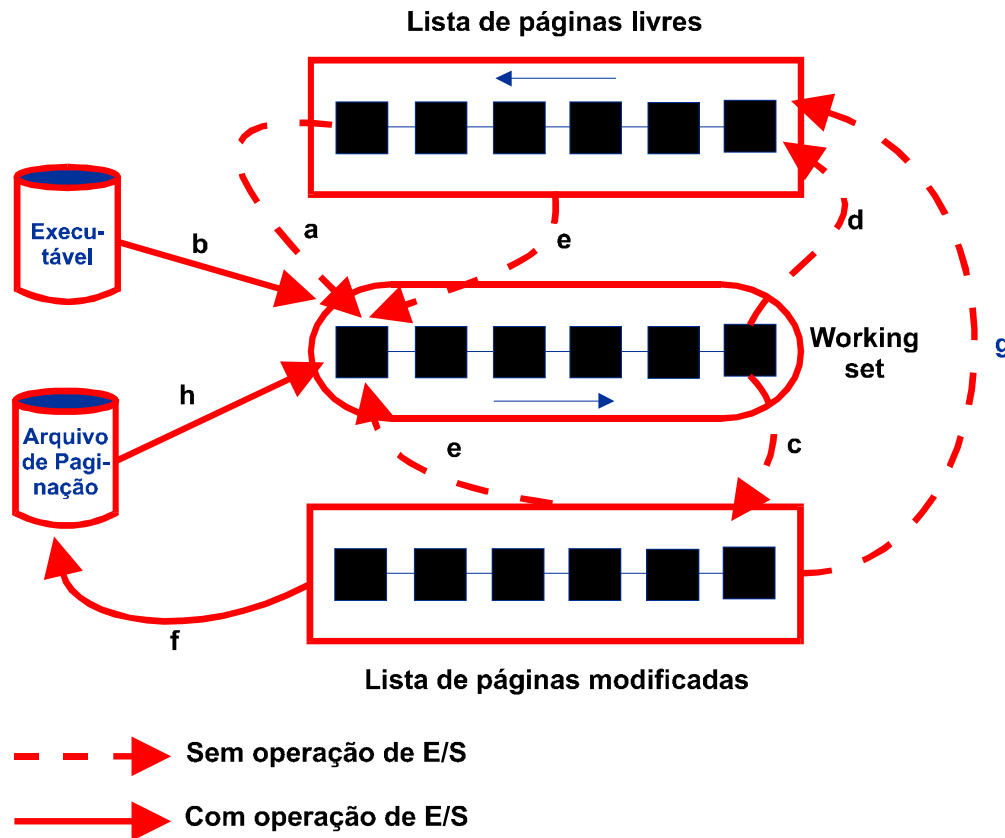 Lista de páginas livres
a
b
e
d
Execu-
tável
Working
set
g
h
Arquivo
de Pagi-
nação
e
c
f
Lista de páginas modificadas
Sem operação de E/S
Com operação de E/S